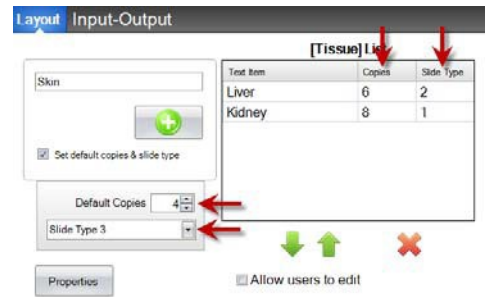 Layout Input-Output
[Tissue] List
Skin
Set default copies & slide type
Default Copies 4
Slide Type 3
Properties
Text Item Copies Slide Type
Liver 6 2
Kidney 8 1
Allow users to edit